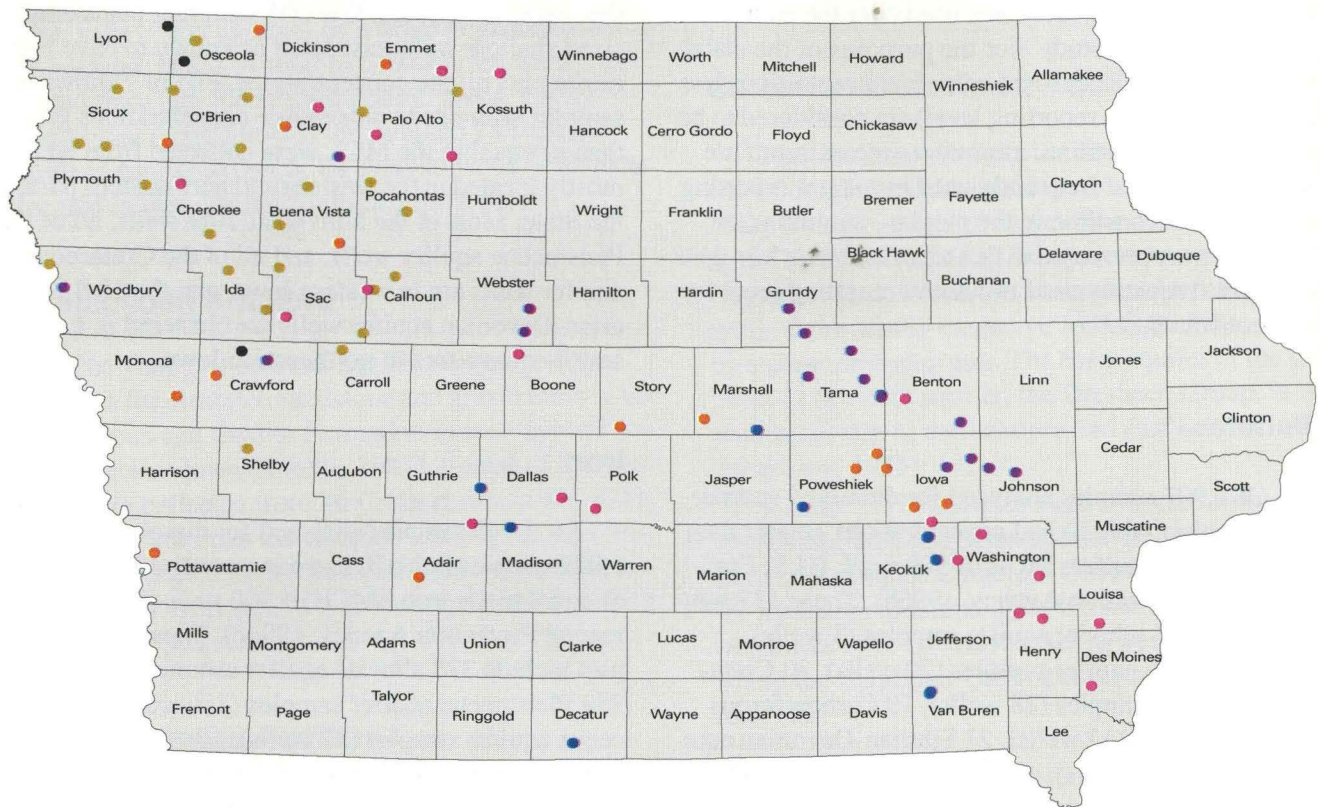 Lyon
Osceola
Dickinson
Emmet
Winnebago
Worth
Mitchell
Howard
Winneshiek
Allamakee
Sioux
O'Brien
Clay
Palo Alto
Kossuth
Hancock
Cerro Gordo
Floyd
Chickasaw
Plymouth
Cherokee
Buena Vista
Pocahontas
Humboldt
Wright
Franklin
Butler
Bremer
Fayette
Clayton
Woodbury
Ida
Sac
Calhoun
Webster
Hamilton
Hardin
Grundy
Black Hawk
Buchanan
Delaware
Dubuque
Monona
Crawford
Carroll
Greene
Boone
Story
Marshall
Tama
Benton
Linn
Jones
Jackson
Clinton
Harrison
Shelby
Audubon
Guthrie
Dallas
Polk
Jasper
Poweshiek
Iowa
Johnson
Cedar
Scott
Muscatine
Pottawattamie
Cass
Adair
Madison
Warren
Marion
Mahaska
Keokuk
Washington
Louisa
Mills
Montgomery
Adams
Union
Clarke
Lucas
Monroe
Wapello
Jefferson
Henry
Des Moines
Fremont
Page
Talyor
Ringgold
Decatur
Wayne
Appanoose
Davis
Van Buren
Lee